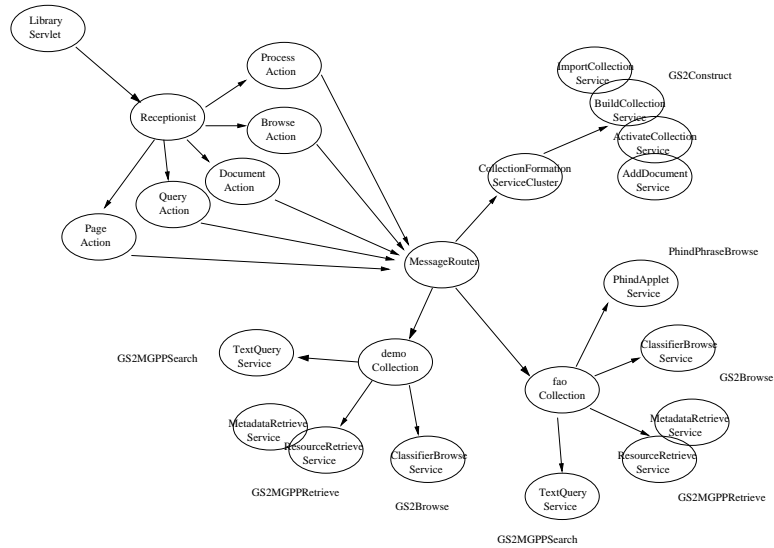 Library
Servlet
Process
Action
ImportCollection
Service
GS2Construct
BuildCollection
Service
Receptionist
Browse
Action
ActivateCollection
Service
CollectionFormation
ServiceCluster
AddDocument
Service
Document
Action
Query
Action
Page
Action
MessageRouter
PhindPhraseBrowse
PhindApplet
Service
GS2MGPPSearch
TextQuery
Service
demo
Collection
ClassifierBrowse
Service
GS2Browse
fao
Collection
MetadataRetrieve
Service
ResourceRetrieve
Service
GS2MGPPRetrieve
ClassifierBrowse
Service
GS2Browse
MetadataRetrieve
Service
ResourceRetrieve
Service
GS2MGPPRetrieve
TextQuery
Service
GS2MGPPSearch